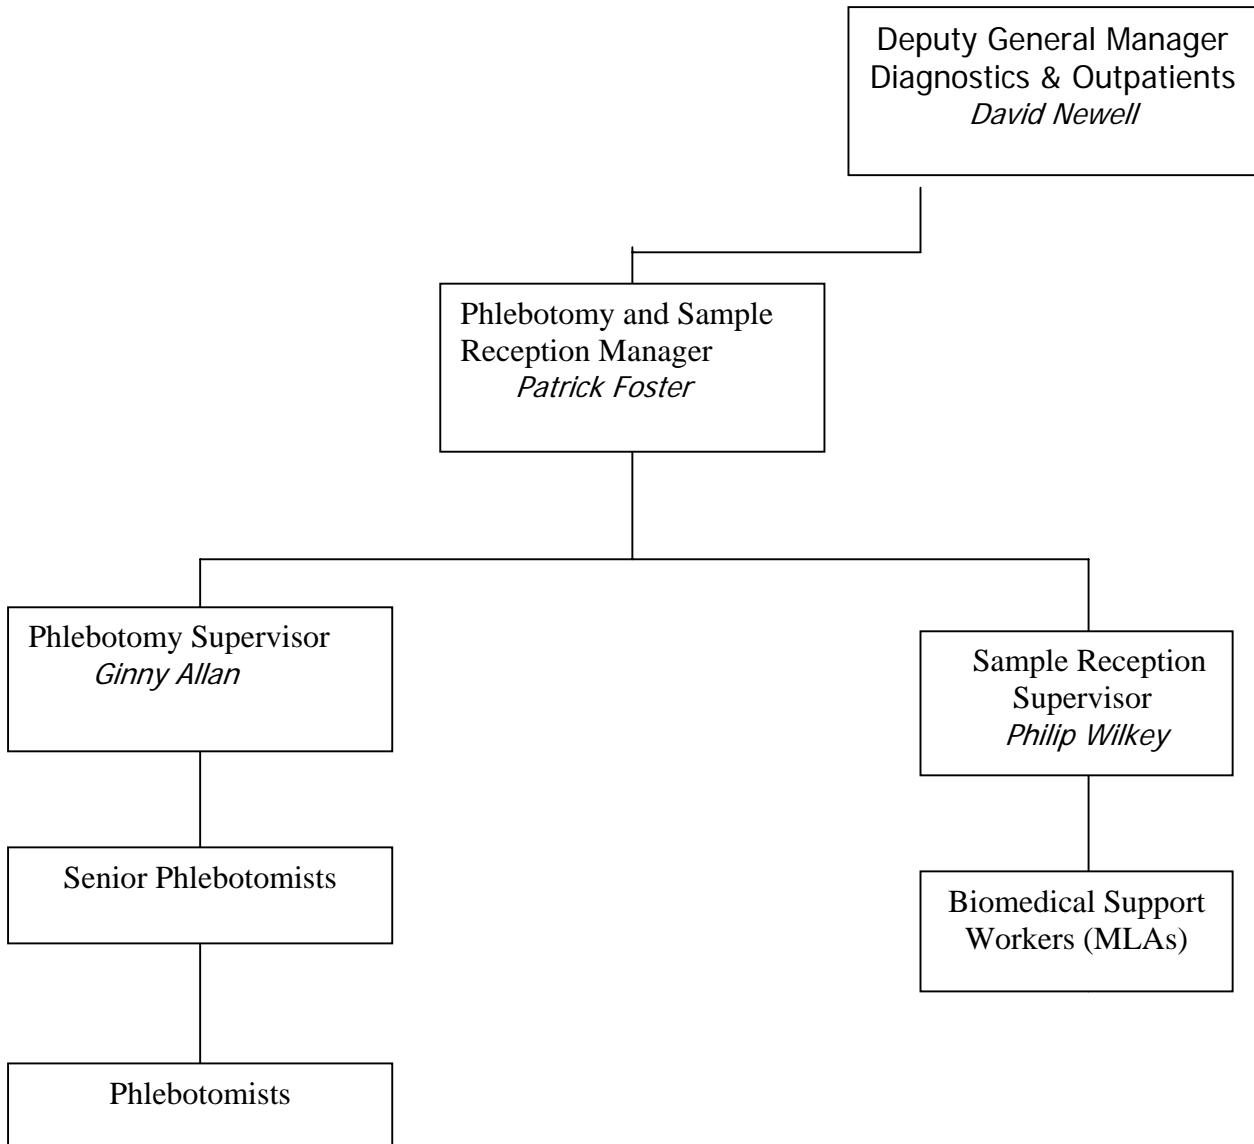 Deputy General Manager
Diagnostics & Outpatients
David Newell
Phlebotomy and Sample
Reception Manager
Patrick Foster
Phlebotomy Supervisor
Ginny Allan
Sample Reception
Supervisor
Philip Wilkey
Senior Phlebotomists
Biomedical Support
Workers (MLAs)
Phlebotomists